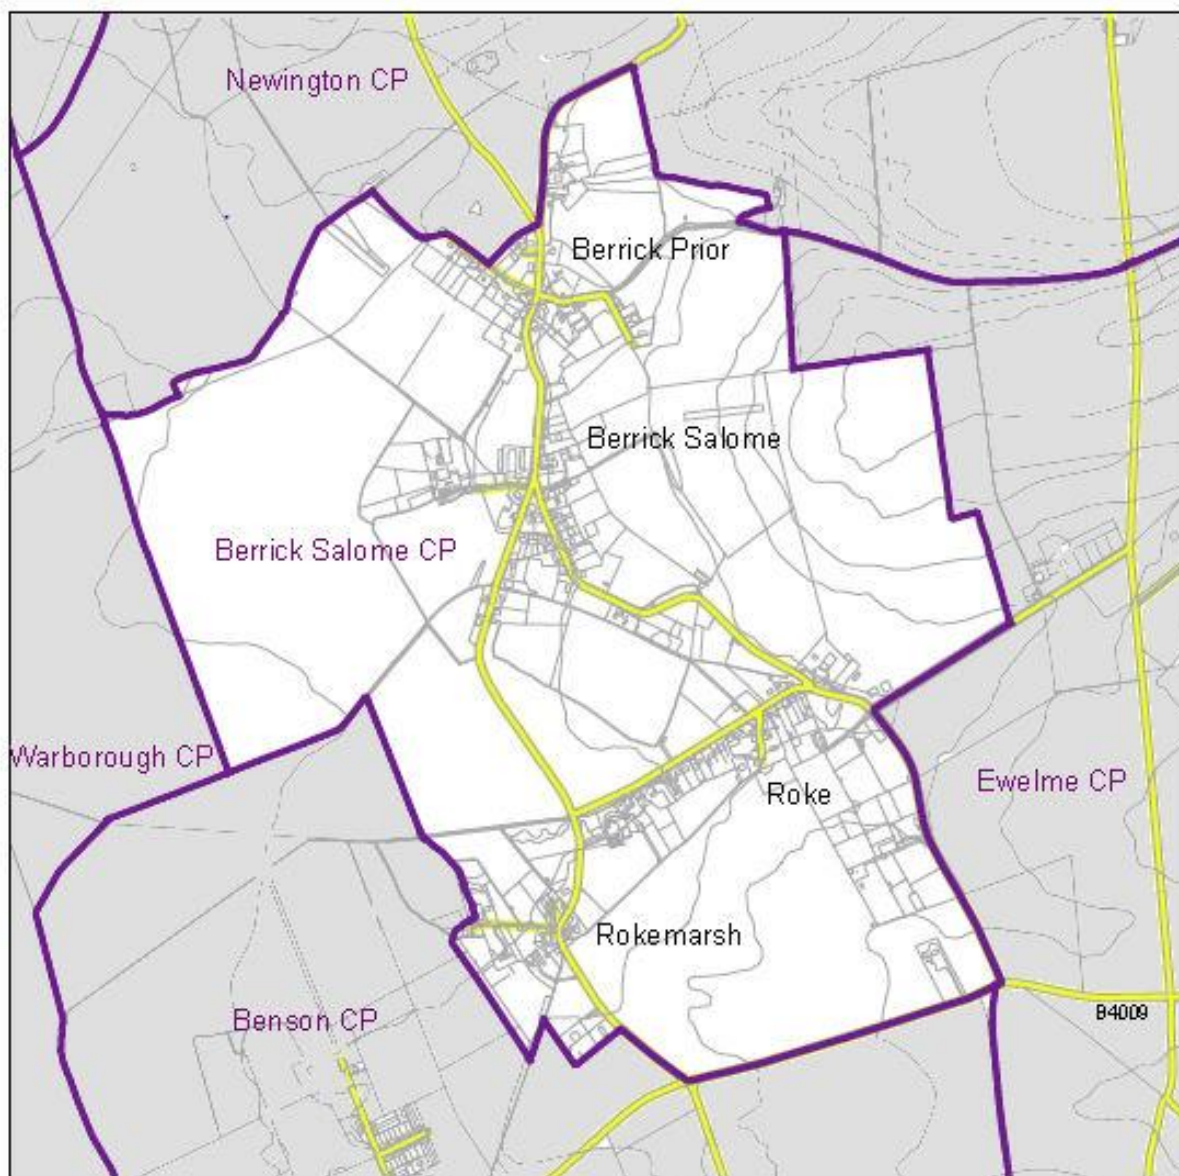 Newington CP
Berrick Prior
Berrick Salome
Berrick Salome CP
Warborough CP
Ewelme CP
Roke
Rokemarsh
B4009
Benson CP